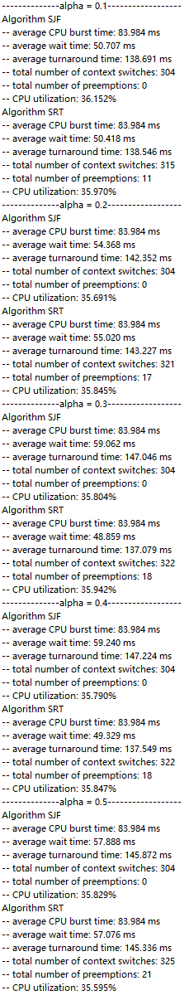 ---------------alpha = 0.1-------------------
Algorithm SJF
-- average CPU burst time: 83.984 ms
-- average wait time: 50.707 ms
-- average turnaround time: 138.691 ms
-- total number of context switches: 304
-- total number of preemptions: 0
-- CPU utilization: 36.152%
Algorithm SRT
-- average CPU burst time: 83.984 ms
-- average wait time: 50.418 ms
-- average turnaround time: 138.546 ms
-- total number of context switches: 315
-- total number of preemptions: 11
-- CPU utilization: 35.970%
---------------alpha = 0.2-------------------
Algorithm SJF
-- average CPU burst time: 83.984 ms
-- average wait time: 54.368 ms
-- average turnaround time: 142.352 ms
-- total number of context switches: 304
-- total number of preemptions: 0
-- CPU utilization: 35.691%
Algorithm SRT
-- average CPU burst time: 83.984 ms
-- average wait time: 55.020 ms
-- average turnaround time: 143.227 ms
-- total number of context switches: 321
-- total number of preemptions: 17
-- CPU utilization: 35.845%
---------------alpha = 0.3-------------------
Algorithm SJF
-- average CPU burst time: 83.984 ms
-- average wait time: 59.062 ms
-- average turnaround time: 147.046 ms
-- total number of context switches: 304
-- total number of preemptions: 0
-- CPU utilization: 35.804%
Algorithm SRT
-- average CPU burst time: 83.984 ms
-- average wait time: 48.859 ms
-- average turnaround time: 137.079 ms
-- total number of context switches: 322
-- total number of preemptions: 18
-- CPU utilization: 35.942%
---------------alpha = 0.4-------------------
Algorithm SJF
-- average CPU burst time: 83.984 ms
-- average wait time: 59.240 ms
-- average turnaround time: 147.224 ms
-- total number of context switches: 304
-- total number of preemptions: 0
-- CPU utilization: 35.790%
Algorithm SRT
-- average CPU burst time: 83.984 ms
-- average wait time: 49.329 ms
-- average turnaround time: 137.549 ms
-- total number of context switches: 322
-- total number of preemptions: 18
-- CPU utilization: 35.847%
---------------alpha = 0.5-------------------
Algorithm SJF
-- average CPU burst time: 83.984 ms
-- average wait time: 57.888 ms
-- average turnaround time: 145.872 ms
-- total number of context switches: 304
-- total number of preemptions: 0
-- CPU utilization: 35.829%
Algorithm SRT
-- average CPU burst time: 83.984 ms
-- average wait time: 57.076 ms
-- average turnaround time: 145.336 ms
-- total number of context switches: 325
-- total number of preemptions: 21
-- CPU utilization: 35.595%